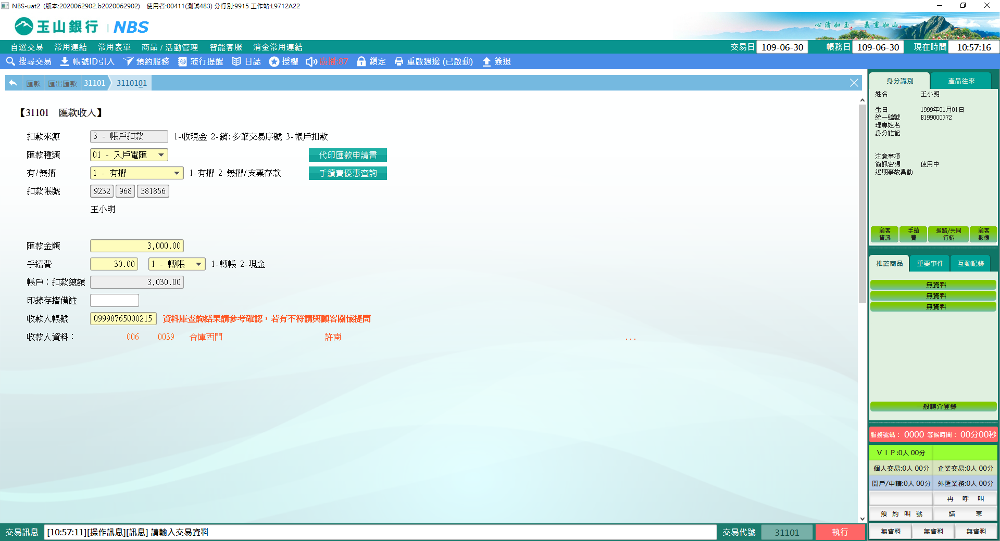 NBS-uat2 (版本:2020062902.b2020062902) 使用者:00411(測試483) 分行別:9915 工作站:L9712A22
玉山銀行 | NBS
心清如玉。義重如山。
自選交易 常用連結 常用表單 商品 / 活動管理 智能客服 消金常用連結 交易日 109-06-30 帳務日 109-06-30 現在時間 10:57:16
搜尋交易 帳號ID引入 預約服務 蒞行提醒 日誌 授權 廣播:87 鎖定 重啟週邊 (已啟動) 簽退
匯款 匯出匯款 31101 3110101
【31101 匯款收入】
扣款來源 3 - 帳戶扣款 1-收現金 2-銷:多筆交易序號 3-帳戶扣款
匯款種類 01 - 入戶電匯 代印匯款申請書
有/無摺 1 - 有摺 1-有摺 2-無摺/支票存款 手續費優惠查詢
扣款帳號 9232 968 581856
王小明
匯款金額 3,000.00
手續費 30.00 1 - 轉帳 1-轉帳 2-現金
帳戶：扣款總額 3,030.00
印錄存摺備註
收款人帳號 09998765000215 資料庫查詢結果請參考確認，若有不符請與顧客關懷提問
收款人資料： 006 0039 合庫西門 許南 ...
身分識別 產品往來
姓名 王小明
生日 1999年01月01日
統一編號 B199000372
理專姓名
身分註記
注意事項
簡訊密碼 使用中
近期事故異動
顧客資訊 手續費 通路/共同行銷 顧客影像
推薦商品 重要事件 互動記錄
無資料
無資料
無資料
一般轉介登錄
服務號碼： 0000 等候時間： 00分00秒
ＶＩＰ:0人 00分
個人交易:0人 00分 企業交易:0人 00分
開戶/申請:0人 00分 外匯業務:0人 00分
再 呼 叫
預 約 叫 號 結 束
無資料 無資料 無資料
交易訊息 [10:57:11][操作訊息][訊息] 請輸入交易資料 交易代號 31101 執行